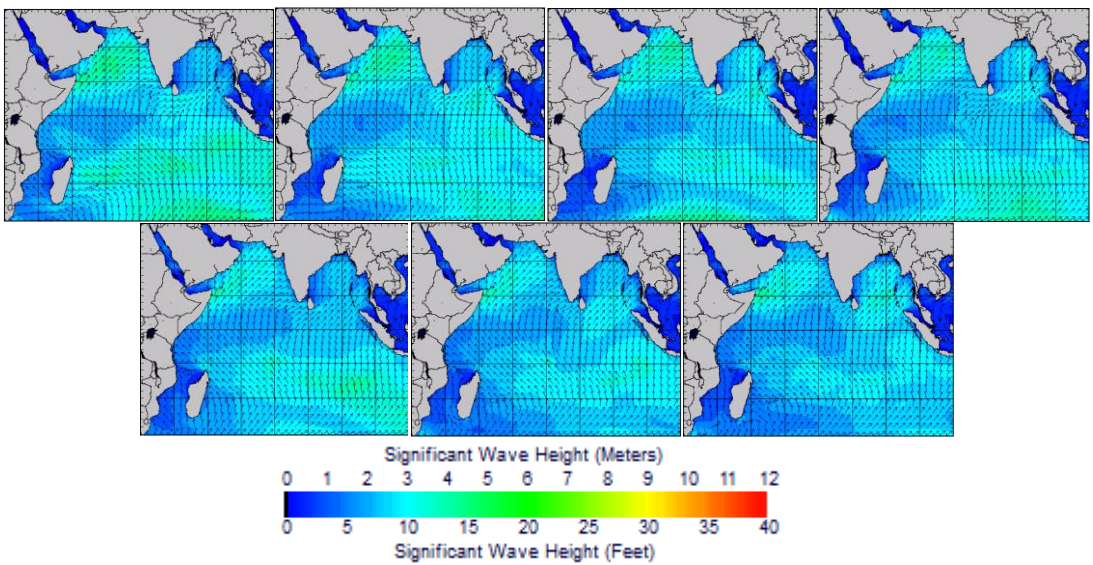 Significant Wave Height (Meters)
0 1 2 3 4 5 6 7 8 9 10 11 12
0 5 10 15 20 25 30 35 40
Significant Wave Height (Feet)